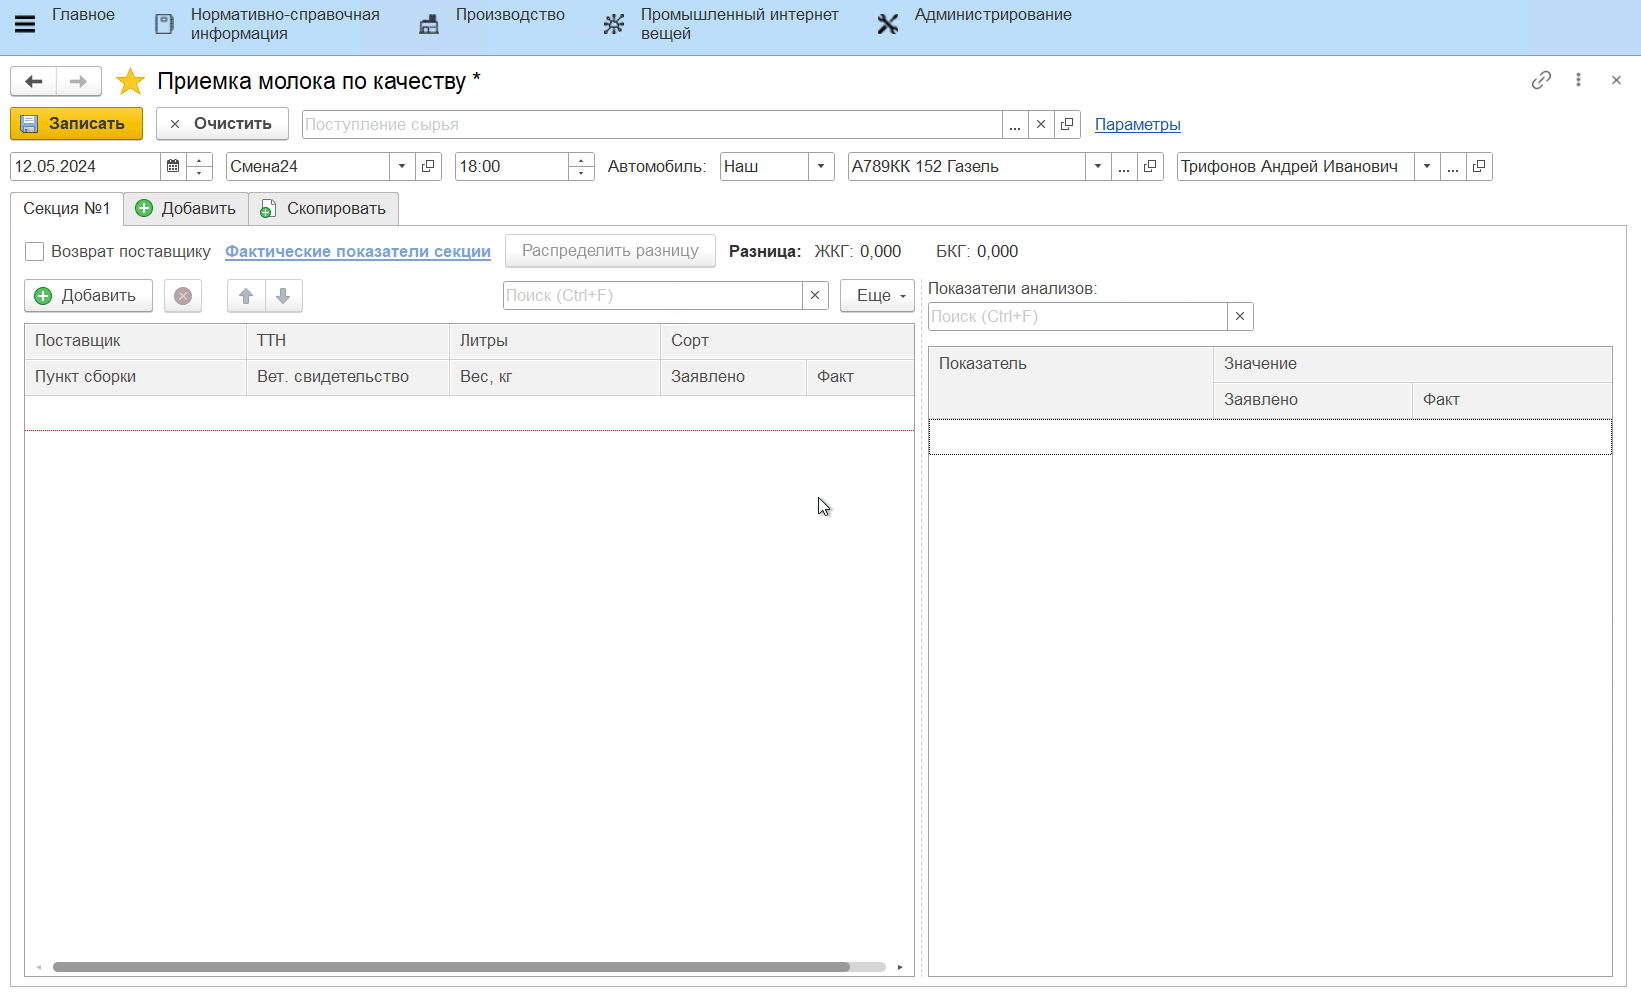 Главное
Нормативно-справочная
информация
Производство
Промышленный интернет
вещей
Администрирование
Приемка молока по качеству *
Записать
Очистить
Поступление сырья
...
Параметры
12.05.2024
Смена24
18:00
Автомобиль:
Наш
А789КК 152 Газель
...
Трифонов Андрей Иванович
...
Секция №1
Добавить
Скопировать
Возврат поставщику
Фактические показатели секции
Распределить разницу
Разница:
ЖКГ: 0,000
БКГ: 0,000
Добавить
Поиск (Ctrl+F)
Еще
Показатели анализов:
Поиск (Ctrl+F)
Поставщик
ТТН
Литры
Сорт
Пункт сборки
Вет. свидетельство
Вес, кг
Заявлено
Факт
Показатель
Значение
Заявлено
Факт